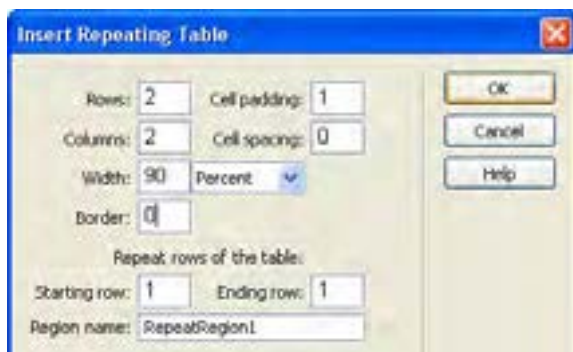 Insert Repeating Table
Rows: 2 Cell padding: 1 OK
Columns: 2 Cell spacing: 0 Cancel
Width: 90 Percent Help
Border: 0
Repeat rows of the table:
Starting row: 1 Ending row: 1
Region name: RepeatRegion1